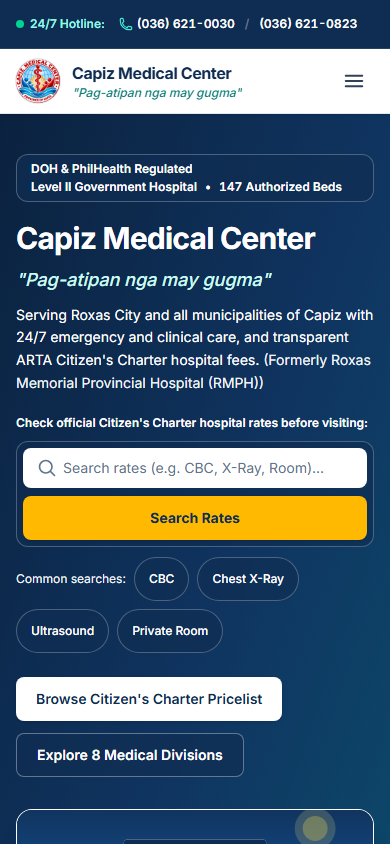 24/7 Hotline: (036) 621-0030 / (036) 621-0823
Capiz Medical Center
"Pag-atipan nga may gugma"
DOH & PhilHealth Regulated
Level II Government Hospital • 147 Authorized Beds
Capiz Medical Center
"Pag-atipan nga may gugma"
Serving Roxas City and all municipalities of Capiz with
24/7 emergency and clinical care, and transparent
ARTA Citizen's Charter hospital fees. (Formerly Roxas
Memorial Provincial Hospital (RMPH))
Check official Citizen's Charter hospital rates before visiting:
Search rates (e.g. CBC, X-Ray, Room)...
Search Rates
Common searches: CBC Chest X-Ray
Ultrasound Private Room
Browse Citizen's Charter Pricelist
Explore 8 Medical Divisions